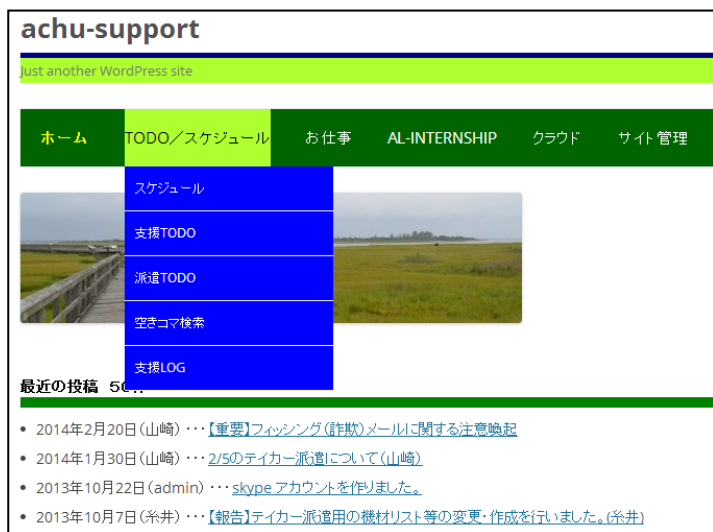 achu-support
Just another WordPress site
ホーム TODO／スケジュール お仕事 AL-INTERNSHIP クラウド サイト管理
スケジュール
支援TODO
派遣TODO
空きコマ検索
支援LOG
最近の投稿
• 2014年2月20日（山崎）･･･【重要】フィッシング（詐欺）メールに関する注意喚起
• 2014年1月30日（山崎）･･･2/5のテイカー派遣について（山崎）
• 2013年10月22日（admin）･･･skype アカウントを作りました。
• 2013年10月7日（糸井）･･･【報告】テイカー派遣用の機材リスト等の変更・作成を行いました。（糸井）